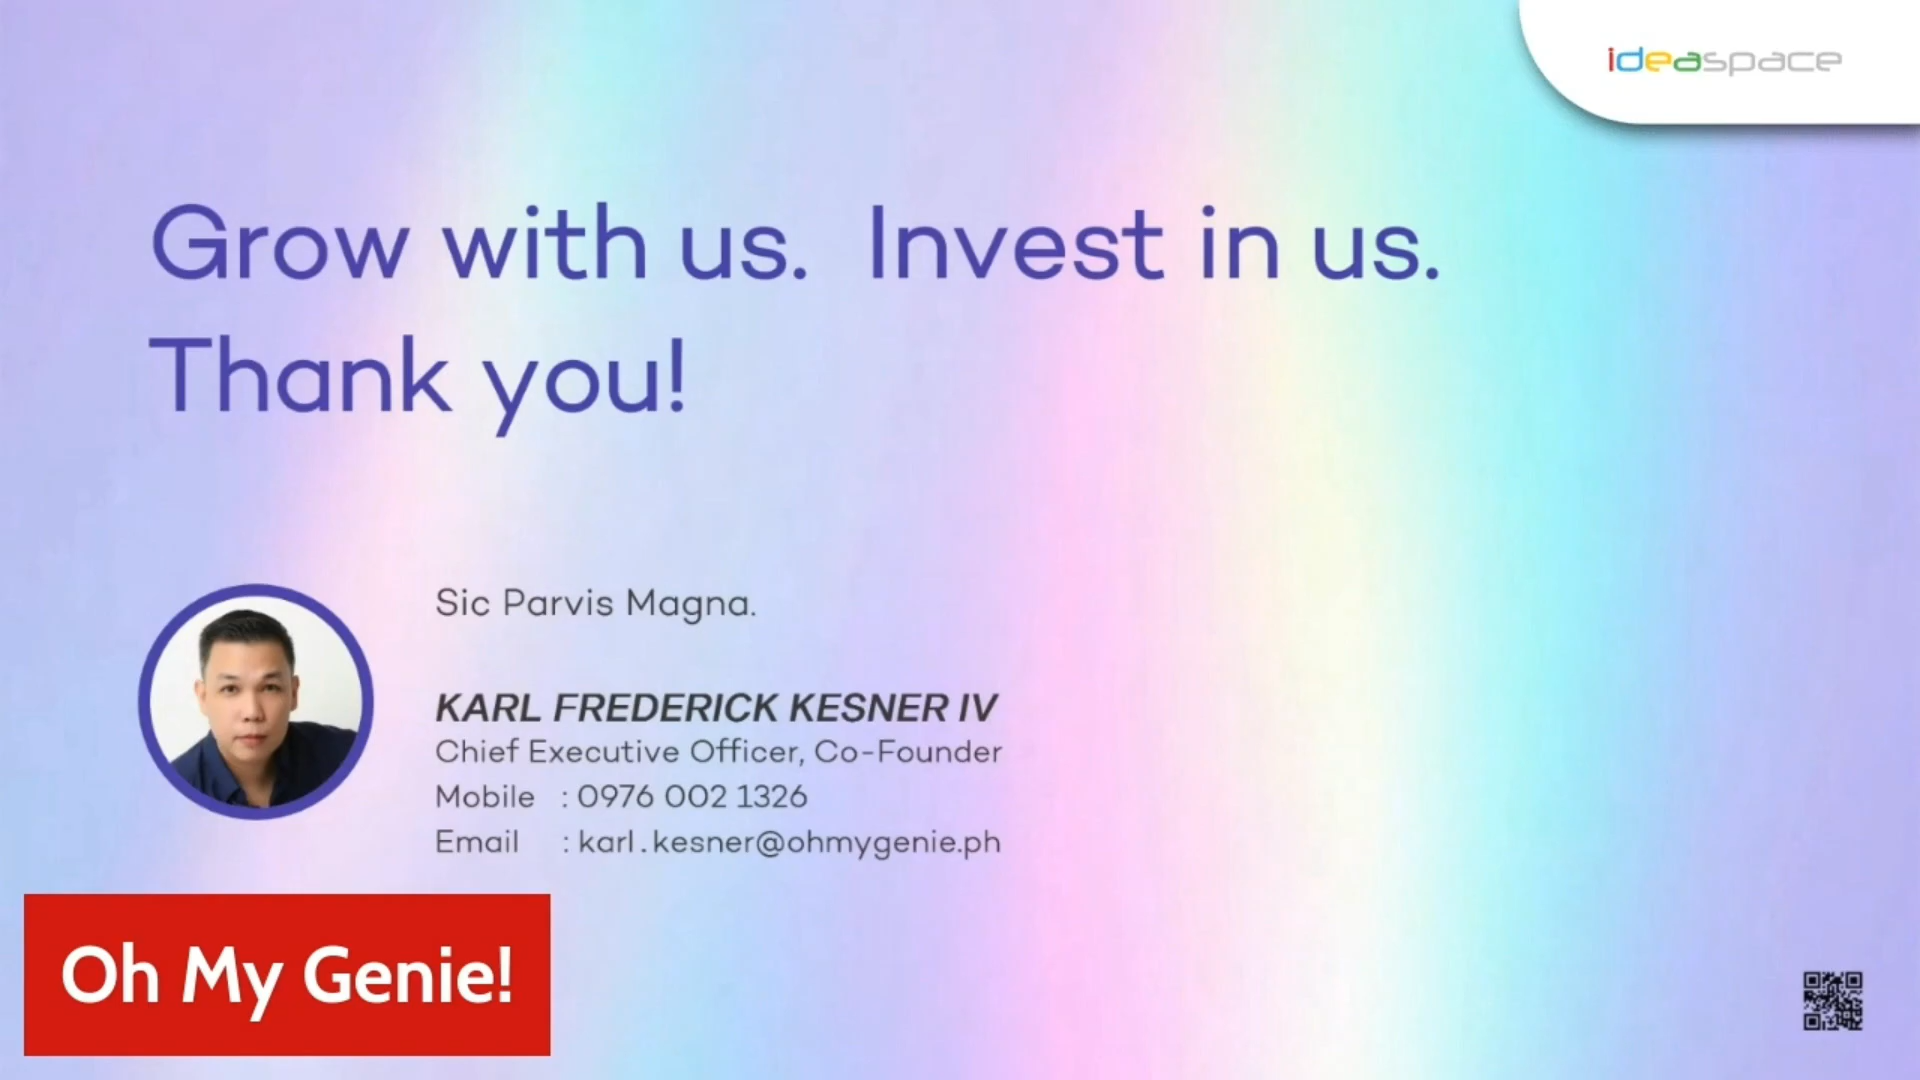 ideaspace
Grow with us.  Invest in us.
Thank you!
Sic Parvis Magna.
KARL FREDERICK KESNER IV
Chief Executive Officer, Co-Founder
Mobile : 0976 002 1326
Email : karl.kesner@ohmygenie.ph
Oh My Genie!